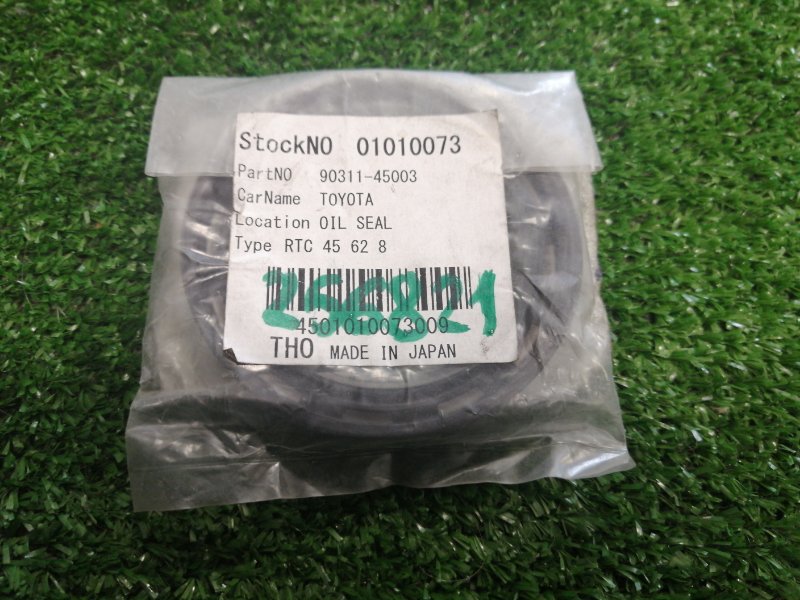 StockNO 01010073
PartNO 90311-45003
CarName TOYOTA
Location OIL SEAL
Type RTC 45 62 8
250821
4501010073009
THO MADE IN JAPAN